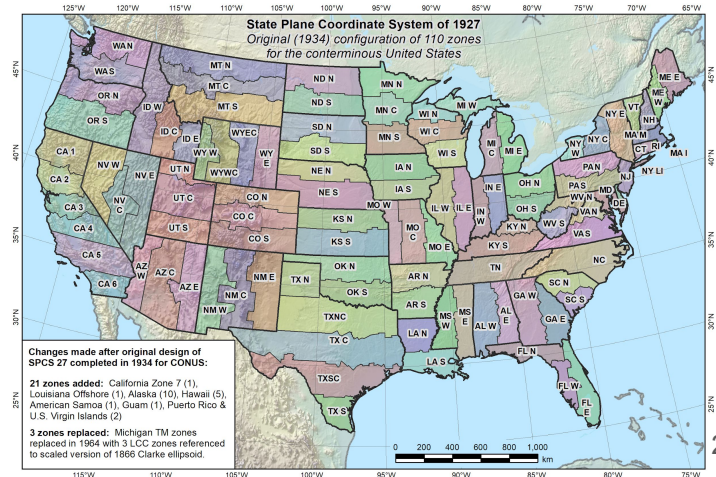 125°W 120°W 115°W 110°W 105°W 100°W 95°W 90°W 85°W 80°W 75°W 70°W 65°W 60°W
State Plane Coordinate System of 1927
Original (1934) configuration of 110 zones
for the conterminous United States
45°N
40°N
35°N
30°N
25°N
45°N
40°N
35°N
30°N
25°N
WA N
WA S
OR N
OR S
ID W
ID C
ID E
MT N
MT C
MT S
WY W
WYWC
WYEC
WY E
ND N
ND S
SD N
SD S
NE N
NE S
MN N
MN C
MN S
WI N
WI C
WI S
MI W
MI C
MI E
IA N
IA S
CA 1
CA 2
CA 3
CA 4
CA 5
CA 6
NV W
NV C
NV E
UT N
UT C
UT S
CO N
CO C
CO S
KS N
KS S
MO W
MO C
MO E
IL W
IL E
IN W
IN E
OH N
OH S
KY N
KY S
TN
AZ W
AZ C
AZ E
NM W
NM C
NM E
TX N
TXNC
TX C
TXSC
TX S
OK N
OK S
AR N
AR S
LA N
LA S
MS W
MS E
AL W
AL E
GA W
GA E
FL N
FL W
FL E
SC N
SC S
NC
VA N
VA S
WV N
WV S
MD
DE
NJ
PA N
PA S
NY W
NY C
NY E
NY LI
CT
RI
MA M
MA I
VT
NH
ME W
ME E
Changes made after original design of
SPCS 27 completed in 1934 for CONUS:
21 zones added: California Zone 7 (1),
Louisiana Offshore (1), Alaska (10), Hawaii (5),
American Samoa (1), Guam (1), Puerto Rico &
U.S. Virgin Islands (2)
3 zones replaced: Michigan TM zones
replaced in 1964 with 3 LCC zones referenced
to scaled version of 1866 Clarke ellipsoid.
0 200 400 600 800 1,000
km
115°W 110°W 105°W 100°W 95°W 90°W 85°W 80°W 75°W
2